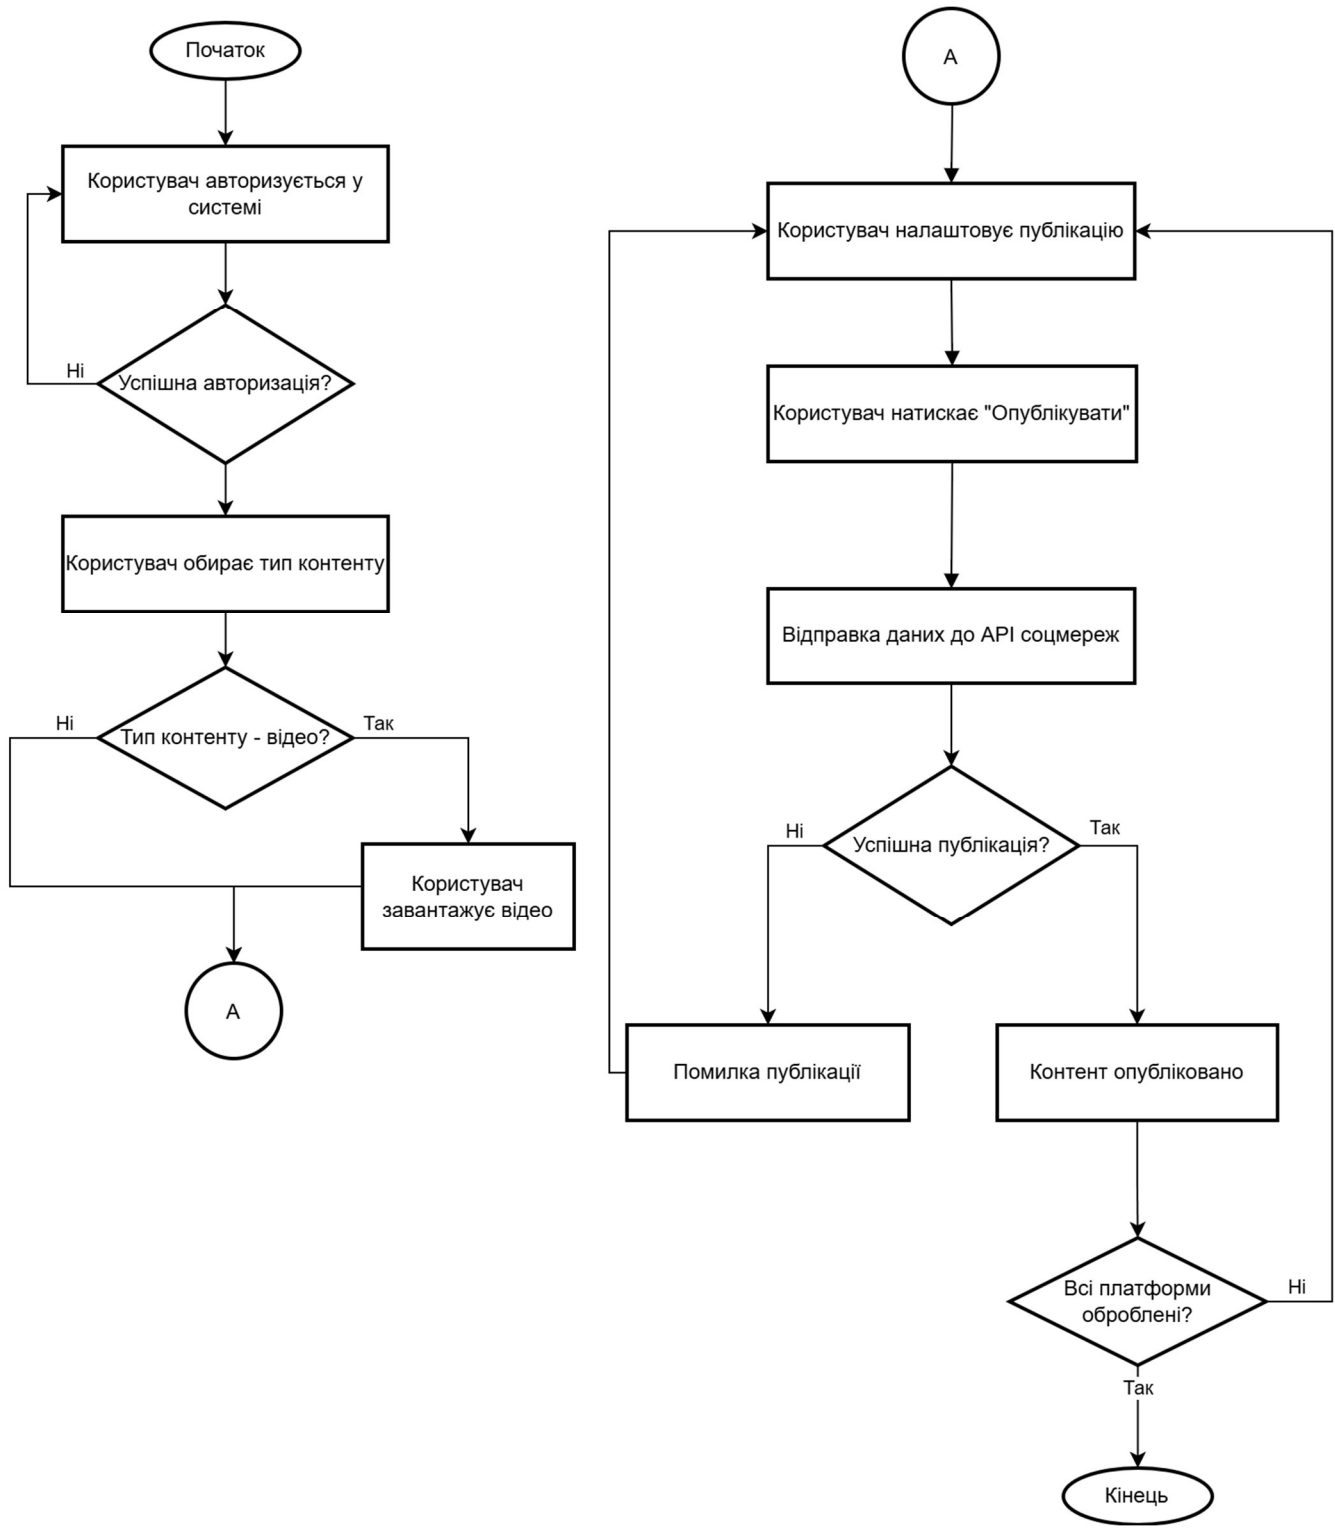 Початок
Користувач авторизується у
системі
Ні
Успішна авторизація?
Користувач обирає тип контенту
Ні
Тип контенту - відео?
Так
Користувач
завантажує відео
А
А
Користувач налаштовує публікацію
Користувач натискає "Опублікувати"
Відправка даних до API соцмереж
Ні
Успішна публікація?
Так
Помилка публікації
Контент опубліковано
Всі платформи
оброблені?
Ні
Так
Кінець